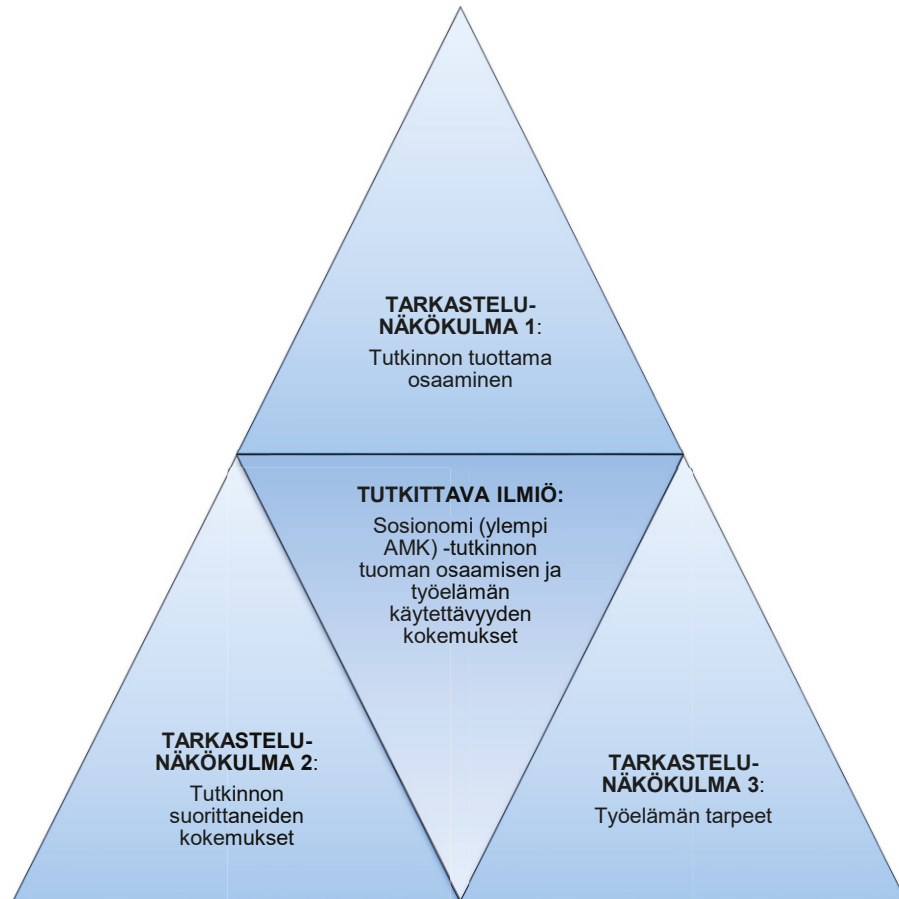 TARKASTELU-
NÄKÖKULMA 1:
Tutkinnon tuottama
osaaminen
TUTKITTAVA ILMIÖ:
Sosionomi (ylempi
AMK) -tutkinnon
tuoman osaamisen ja
työelämän
käytettävyyden
kokemukset
TARKASTELU-
NÄKÖKULMA 2:
Tutkinnon
suorittaneiden
kokemukset
TARKASTELU-
NÄKÖKULMA 3:
Työelämän tarpeet